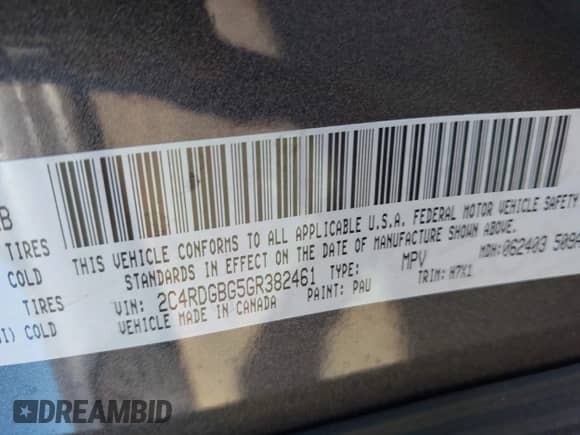 B
TIRES
COLD
TIRES
I) COLD
THIS VEHICLE CONFORMS TO ALL APPLICABLE U.S.A. FEDERAL MOTOR VEHICLE SAFETY
STANDARDS IN EFFECT ON THE DATE OF MANUFACTURE SHOWN ABOVE.
VIN: 2C4RDGBG5GR382461 TYPE: MPV MDH: 062403 509
VEHICLE MADE IN CANADA PAINT: PAU TRIM: H7X1
DREAMBID